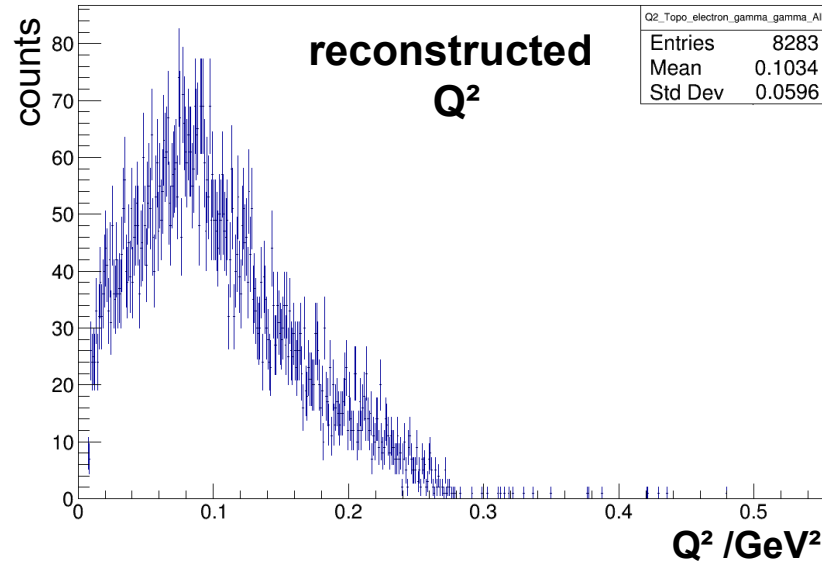 Q2_Topo_electron_gamma_gamma_Al
Entries 8283
Mean 0.1034
Std Dev 0.0596
reconstructed
Q²
counts
80
70
60
50
40
30
20
10
0
0 0.1 0.2 0.3 0.4 0.5
Q² /GeV²